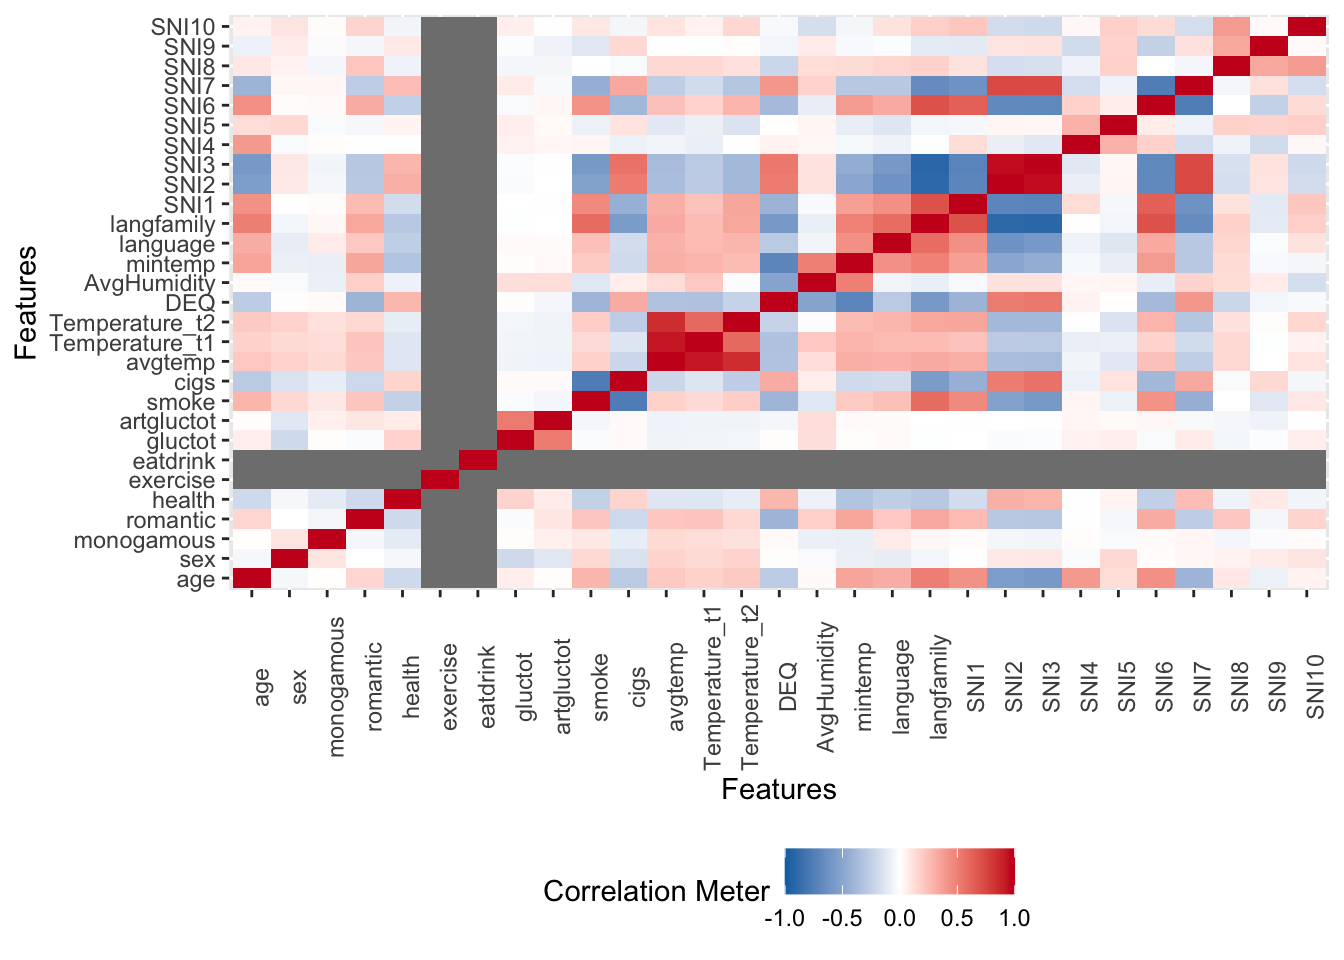 SNI10
SNI9
SNI8
SNI7
SNI6
SNI5
SNI4
SNI3
SNI2
SNI1
langfamily
language
mintemp
AvgHumidity
DEQ
Temperature_t2
Temperature_t1
avgtemp
cigs
smoke
artgluctot
gluctot
eatdrink
exercise
health
romantic
monogamous
sex
age
Features
age
sex
monogamous
romantic
health
exercise
eatdrink
gluctot
artgluctot
smoke
cigs
avgtemp
Temperature_t1
Temperature_t2
DEQ
AvgHumidity
mintemp
language
langfamily
SNI1
SNI2
SNI3
SNI4
SNI5
SNI6
SNI7
SNI8
SNI9
SNI10
Features
Correlation Meter
-1.0 -0.5 0.0 0.5 1.0